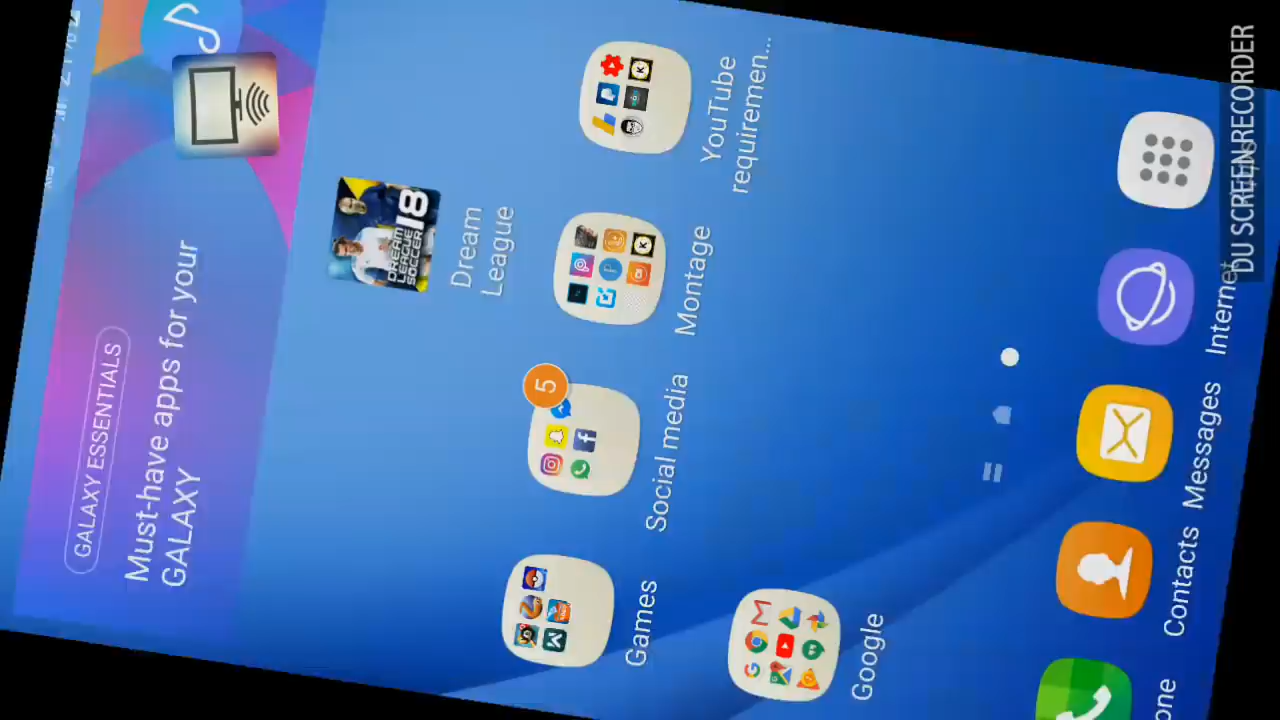 GALAXY ESSENTIALS
Must-have apps for your
GALAXY
DREAM
LEAGUE
SOCCER 18
Dream
League
Games
Social media
5
Montage
YouTube
requiremen...
Google
one
Contacts
Messages
Internet
DU SCREEN RECORDER